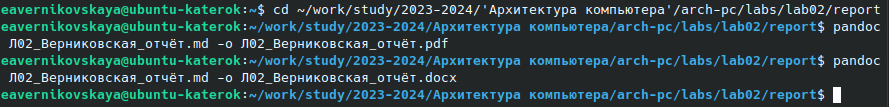 eavernikovskaya@ubuntu-katerok:~$ cd ~/work/study/2023-2024/'Архитектура компьютера'/arch-pc/labs/lab02/report
eavernikovskaya@ubuntu-katerok:~/work/study/2023-2024/Архитектура компьютера/arch-pc/labs/lab02/report$ pandoc
Л02_Верниковская_отчёт.md -o Л02_Верниковская_отчёт.pdf
eavernikovskaya@ubuntu-katerok:~/work/study/2023-2024/Архитектура компьютера/arch-pc/labs/lab02/report$ pandoc
Л02_Верниковская_отчёт.md -o Л02_Верниковская_отчёт.docx
eavernikovskaya@ubuntu-katerok:~/work/study/2023-2024/Архитектура компьютера/arch-pc/labs/lab02/report$